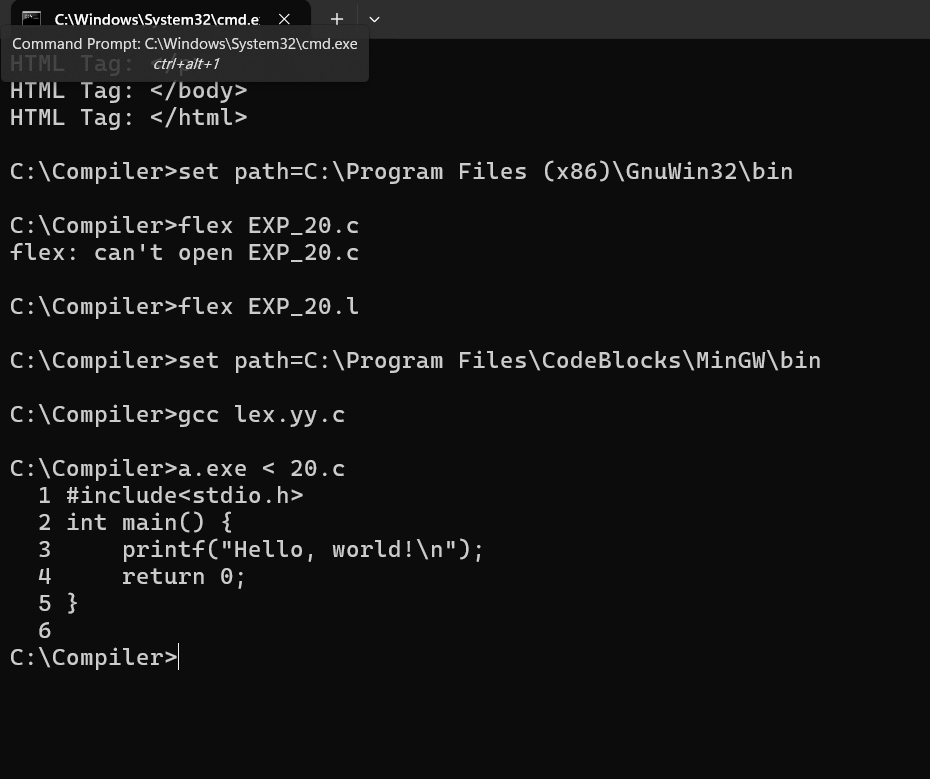 C:\Windows\System32\cmd.e
Command Prompt: C:\Windows\System32\cmd.exe
ctrl+alt+1
HTML Tag:
HTML Tag: </body>
HTML Tag: </html>
C:\Compiler>set path=C:\Program Files (x86)\GnuWin32\bin
C:\Compiler>flex EXP_20.c
flex: can't open EXP_20.c
C:\Compiler>flex EXP_20.l
C:\Compiler>set path=C:\Program Files\CodeBlocks\MinGW\bin
C:\Compiler>gcc lex.yy.c
C:\Compiler>a.exe < 20.c
1 #include<stdio.h>
2 int main() {
3     printf("Hello, world!\n");
4     return 0;
5 }
6
C:\Compiler>